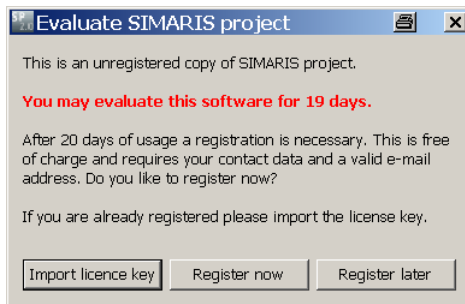 SP 2.0 Evaluate SIMARIS project
This is an unregistered copy of SIMARIS project.
You may evaluate this software for 19 days.
After 20 days of usage a registration is necessary. This is free
of charge and requires your contact data and a valid e-mail
address. Do you like to register now?
If you are already registered please import the license key.
Import licence key Register now Register later